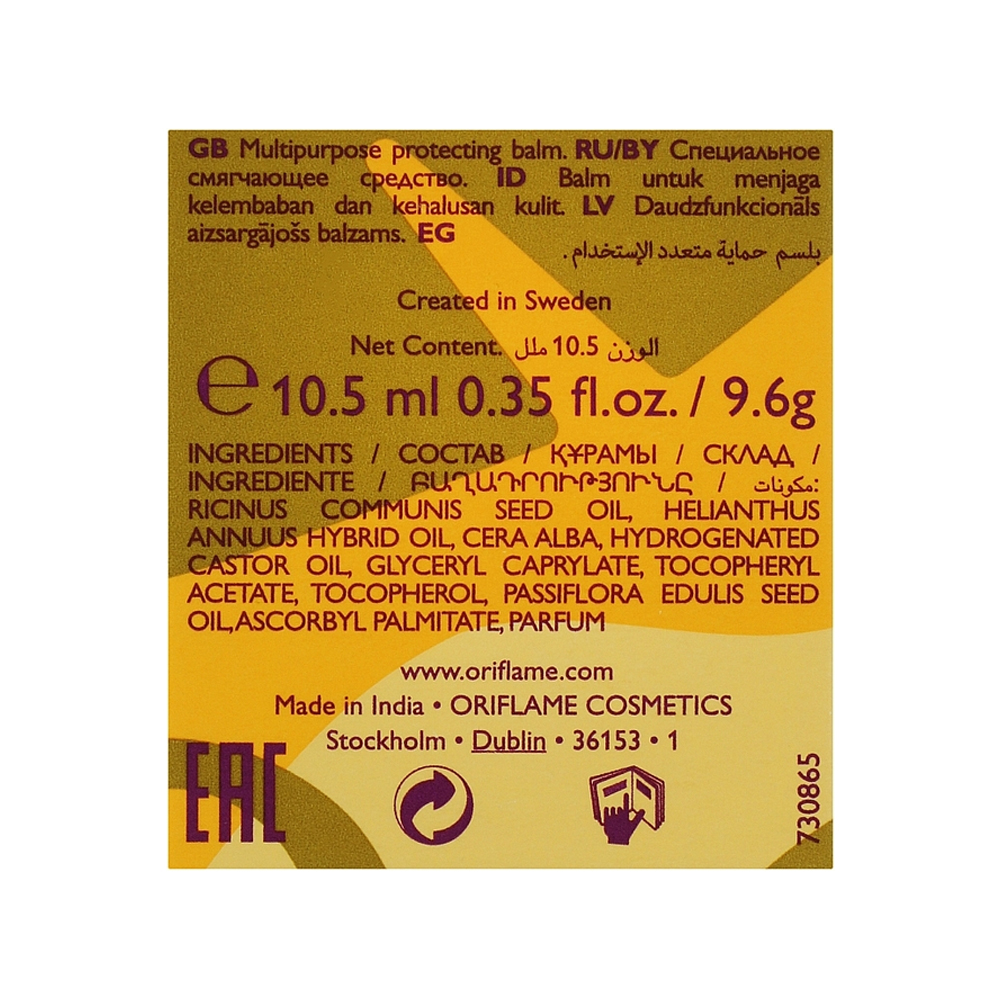 GB Multipurpose protecting balm. RU/BY Специальное
смягчающее средство. ID Balm untuk menjaga
kelembaban dan kehalusan kulit. LV Daudzfunkcionāls
aizsargājošs balzams. EG
بلسم حماية متعدد الإستخدام.
Created in Sweden
Net Content. الوزن 10.5 ملل
℮ 10.5 ml 0.35 fl.oz. / 9.6g
INGREDIENTS / СОСТАВ / ҚҰРАМЫ / СКЛАД /
INGREDIENTE / ԲԱՂԱԴՐՈՒԹՅՈՒՆԸ / مكونات:
RICINUS COMMUNIS SEED OIL, HELIANTHUS
ANNUUS HYBRID OIL, CERA ALBA, HYDROGENATED
CASTOR OIL, GLYCERYL CAPRYLATE, TOCOPHERYL
ACETATE, TOCOPHEROL, PASSIFLORA EDULIS SEED
OIL,ASCORBYL PALMITATE, PARFUM
www.oriflame.com
Made in India • ORIFLAME COSMETICS
Stockholm • Dublin • 36153 • 1
EAC
730865